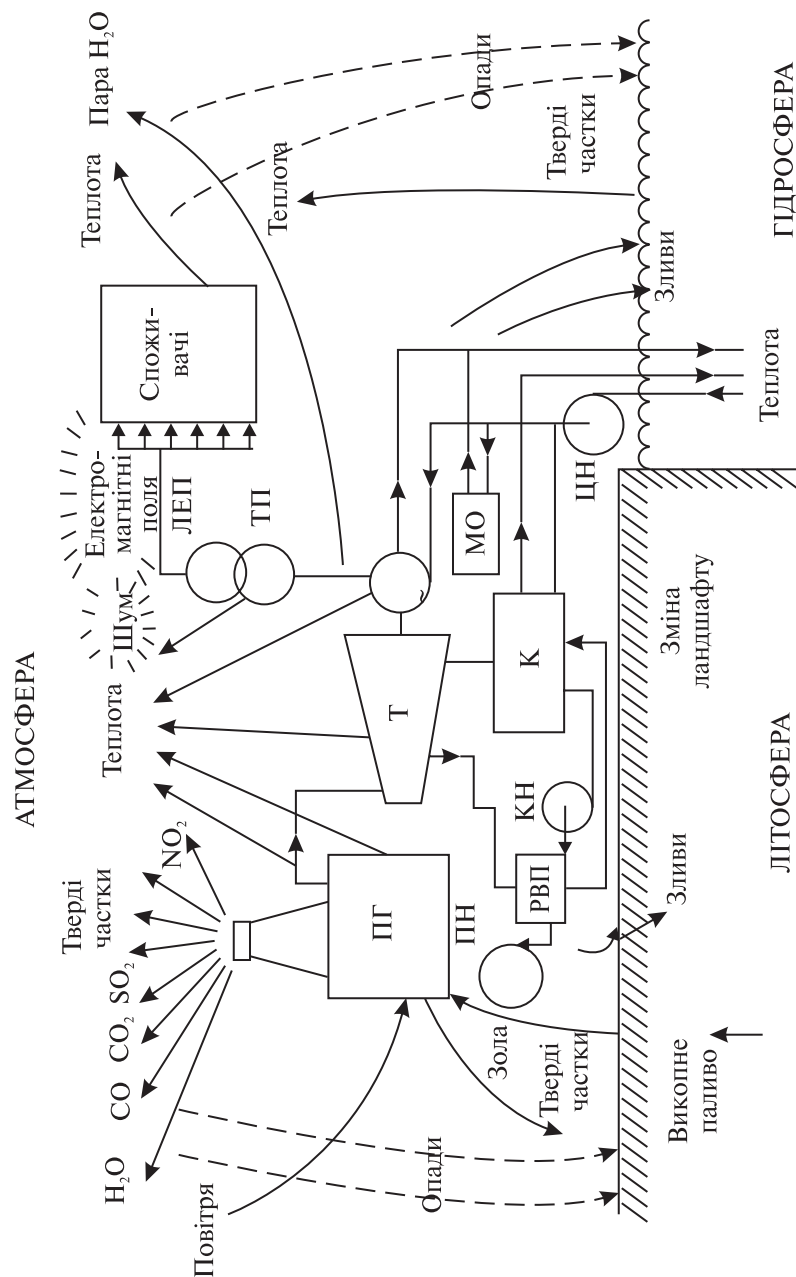 АТМОСФЕРА
H₂O
CO
CO₂
SO₂
Тверді
частки
NO₂
Теплота
Шум
Електро-
магнітні
поля
ЛЕП
ТП
Спожи-
вачі
Теплота
Пара H₂O
Теплота
Повітря
Опади
ПГ
ПН
Т
~
Зола
Тверді
частки
РВП
КН
К
МО
ЦН
Зливи
Тверді
частки
Опади
Викопне
паливо
Зливи
Зміна
ландшафту
Теплота
ЛІТОСФЕРА
ГІДРОСФЕРА